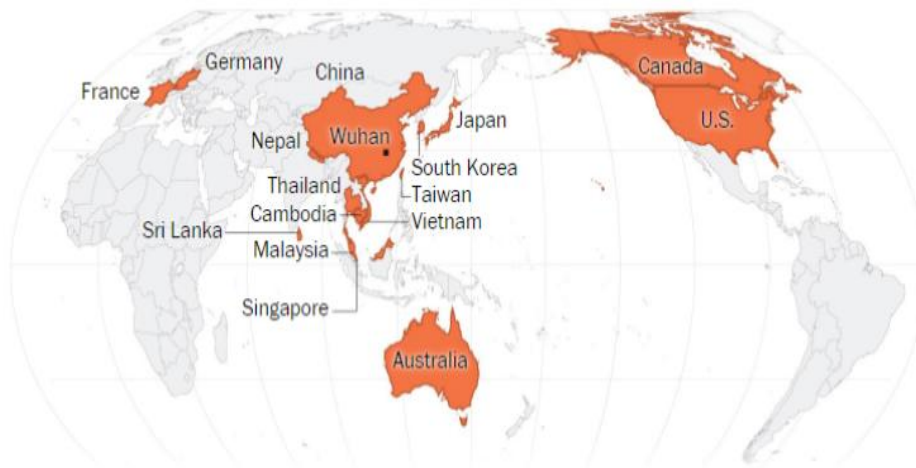 Germany
France
China
Canada
Japan
U.S.
Nepal
Wuhan
South Korea
Thailand
Taiwan
Cambodia
Vietnam
Sri Lanka
Malaysia
Singapore
Australia